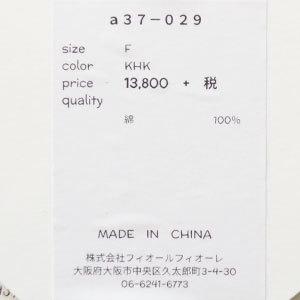 a37-029
size F
color KHK
price 13,800 + 税
quality
綿 100%
MADE IN CHINA
株式会社フィオールフィオーレ
大阪府大阪市中央区久太郎町3-4-30
06-6241-6773